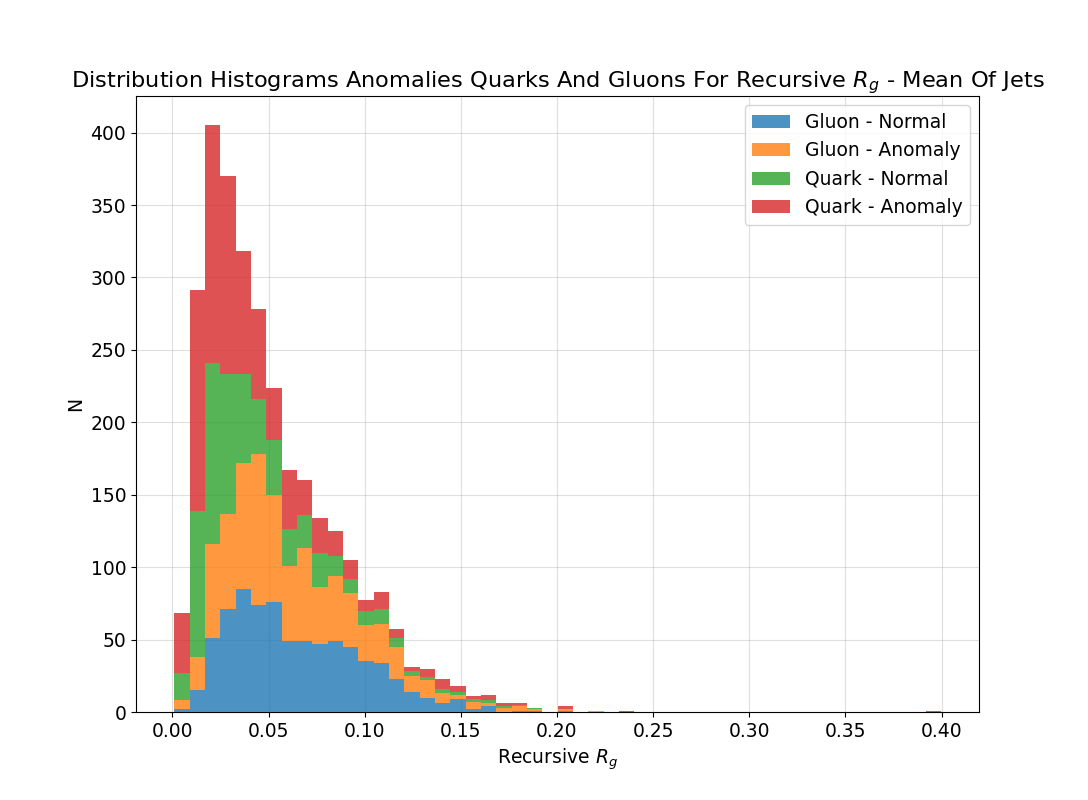 Distribution Histograms Anomalies Quarks And Gluons For Recursive $R_g$ - Mean Of Jets
Gluon - Normal
Gluon - Anomaly
Quark - Normal
Quark - Anomaly
N
400
350
300
250
200
150
100
50
0
0.00 0.05 0.10 0.15 0.20 0.25 0.30 0.35 0.40
Recursive $R_g$